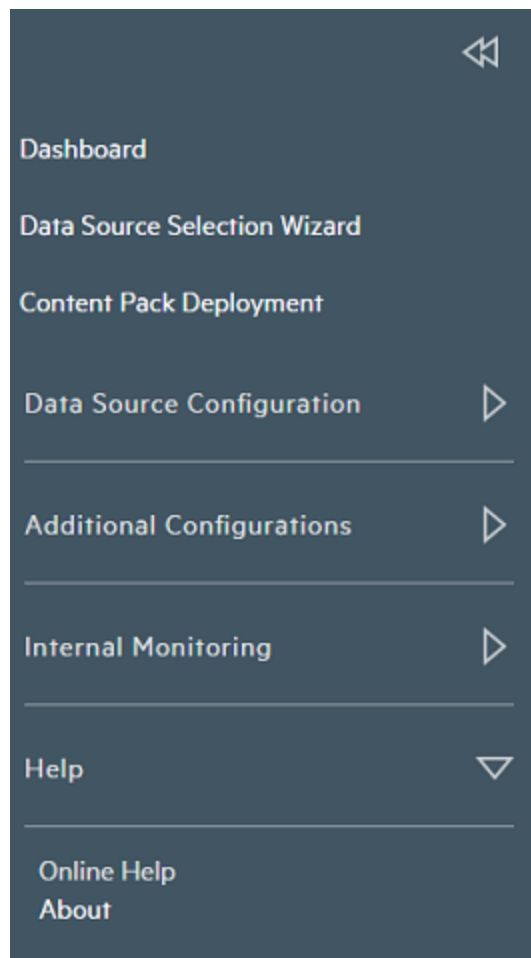 Dashboard
Data Source Selection Wizard
Content Pack Deployment
Data Source Configuration
Additional Configurations
Internal Monitoring
Help
Online Help
About